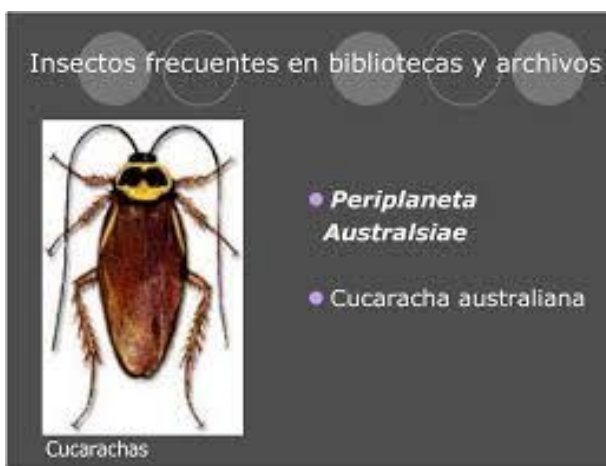 Insectos frecuentes en bibliotecas y archivos
Periplaneta
Australsiae
Cucaracha australiana
Cucarachas